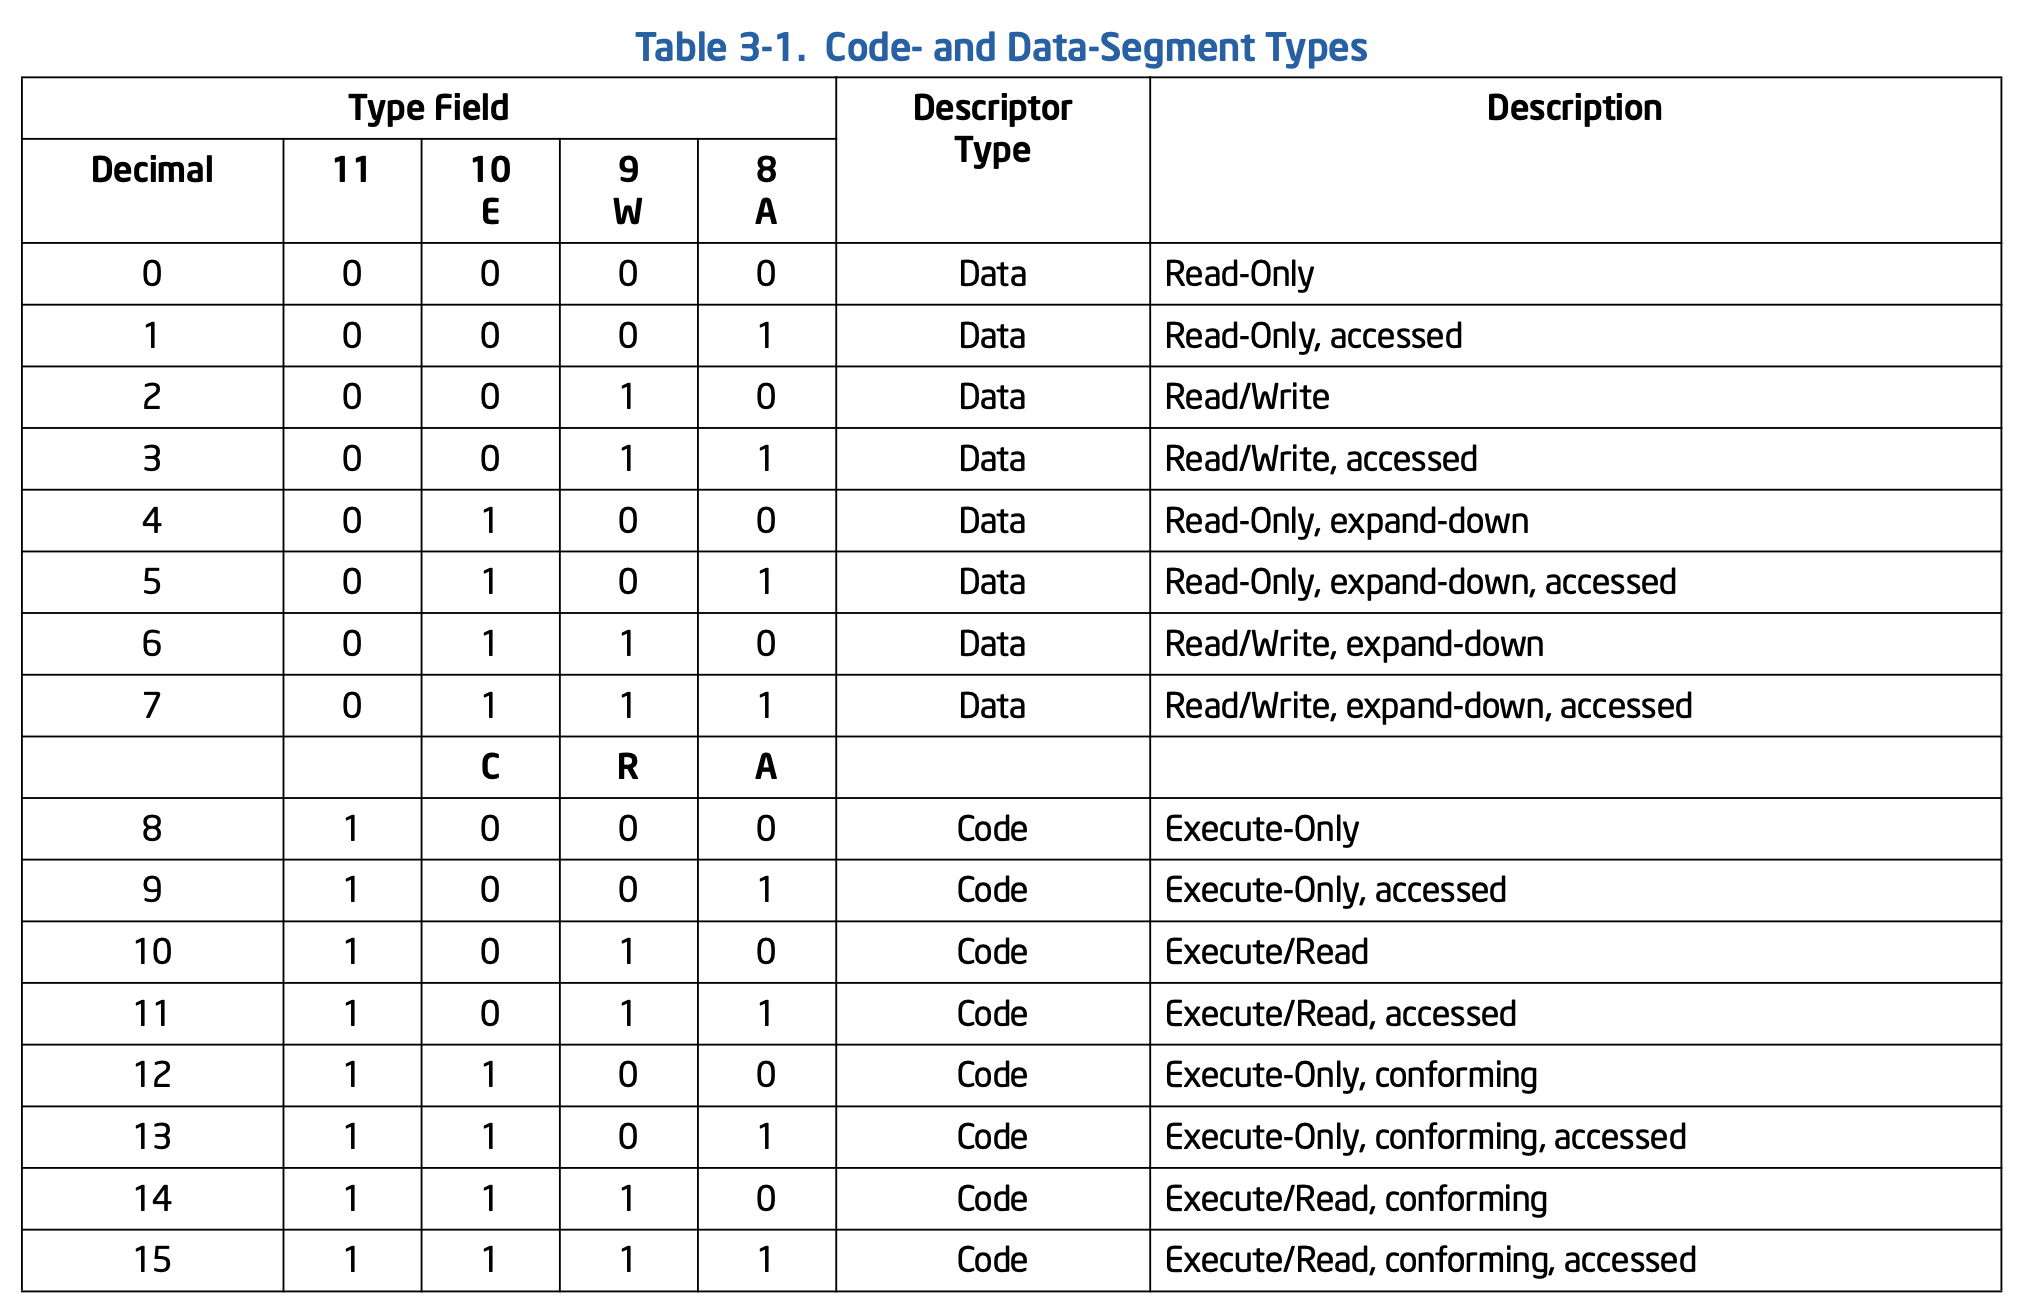 Table 3-1. Code- and Data-Segment Types
Type Field Descriptor Type Description
Decimal 11 10 E 9 W 8 A
0 0 0 0 0 Data Read-Only
1 0 0 0 1 Data Read-Only, accessed
2 0 0 1 0 Data Read/Write
3 0 0 1 1 Data Read/Write, accessed
4 0 1 0 0 Data Read-Only, expand-down
5 0 1 0 1 Data Read-Only, expand-down, accessed
6 0 1 1 0 Data Read/Write, expand-down
7 0 1 1 1 Data Read/Write, expand-down, accessed
C R A
8 1 0 0 0 Code Execute-Only
9 1 0 0 1 Code Execute-Only, accessed
10 1 0 1 0 Code Execute/Read
11 1 0 1 1 Code Execute/Read, accessed
12 1 1 0 0 Code Execute-Only, conforming
13 1 1 0 1 Code Execute-Only, conforming, accessed
14 1 1 1 0 Code Execute/Read, conforming
15 1 1 1 1 Code Execute/Read, conforming, accessed